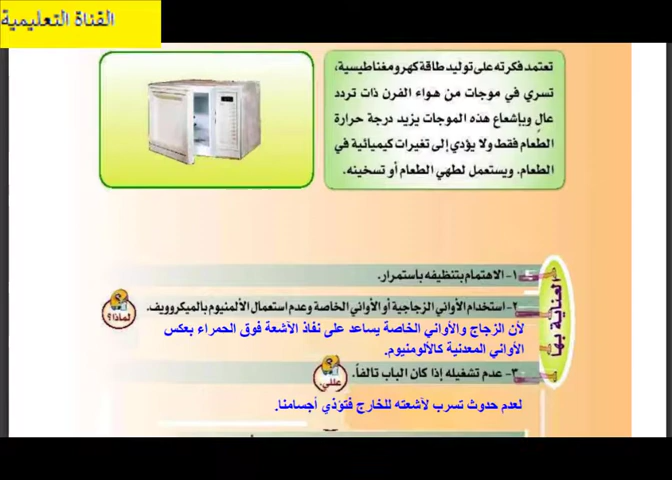 القناة التعليمية
تعتمد فكرته على توليد طاقة كهرومغناطيسية،
تسري في موجات من هواء الفرن ذات تردد
عالٍ وبإشعاع هذه الموجات يزيد درجة حرارة
الطعام فقط ولا يؤدي إلى تغيرات كيميائية في
الطعام. ويستعمل لطهي الطعام أو تسخينه.
العناية بها
١- الاهتمام بتنظيفه باستمرار.
٢- استخدام الأواني الزجاجية أو الأواني الخاصة وعدم استعمال الألمنيوم بالميكروويف.
لماذا؟
لأن الزجاج والأواني الخاصة يساعد على نفاذ الآشعة فوق الحمراء بعكس
الأواني المعدنية كالألومنيوم.
٣- عدم تشغيله إذا كان الباب تالفاً.
عللي.
لعدم حدوث تسرب لآشعته للخارج فتؤذي أجسامنا.